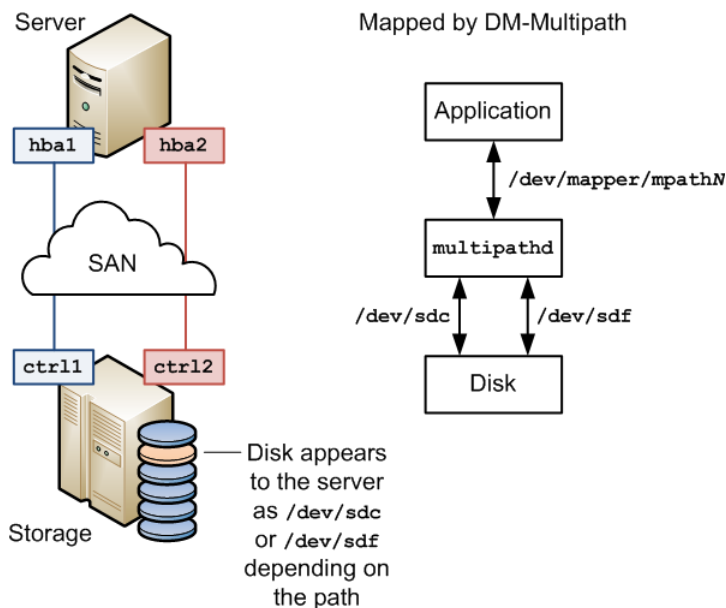 Server
Mapped by DM-Multipath
hba1
hba2
SAN
ctrl1
ctrl2
Storage
Disk appears
to the server
as /dev/sdc
or /dev/sdf
depending on
the path
Application
/dev/mapper/mpathN
multipathd
/dev/sdc
/dev/sdf
Disk